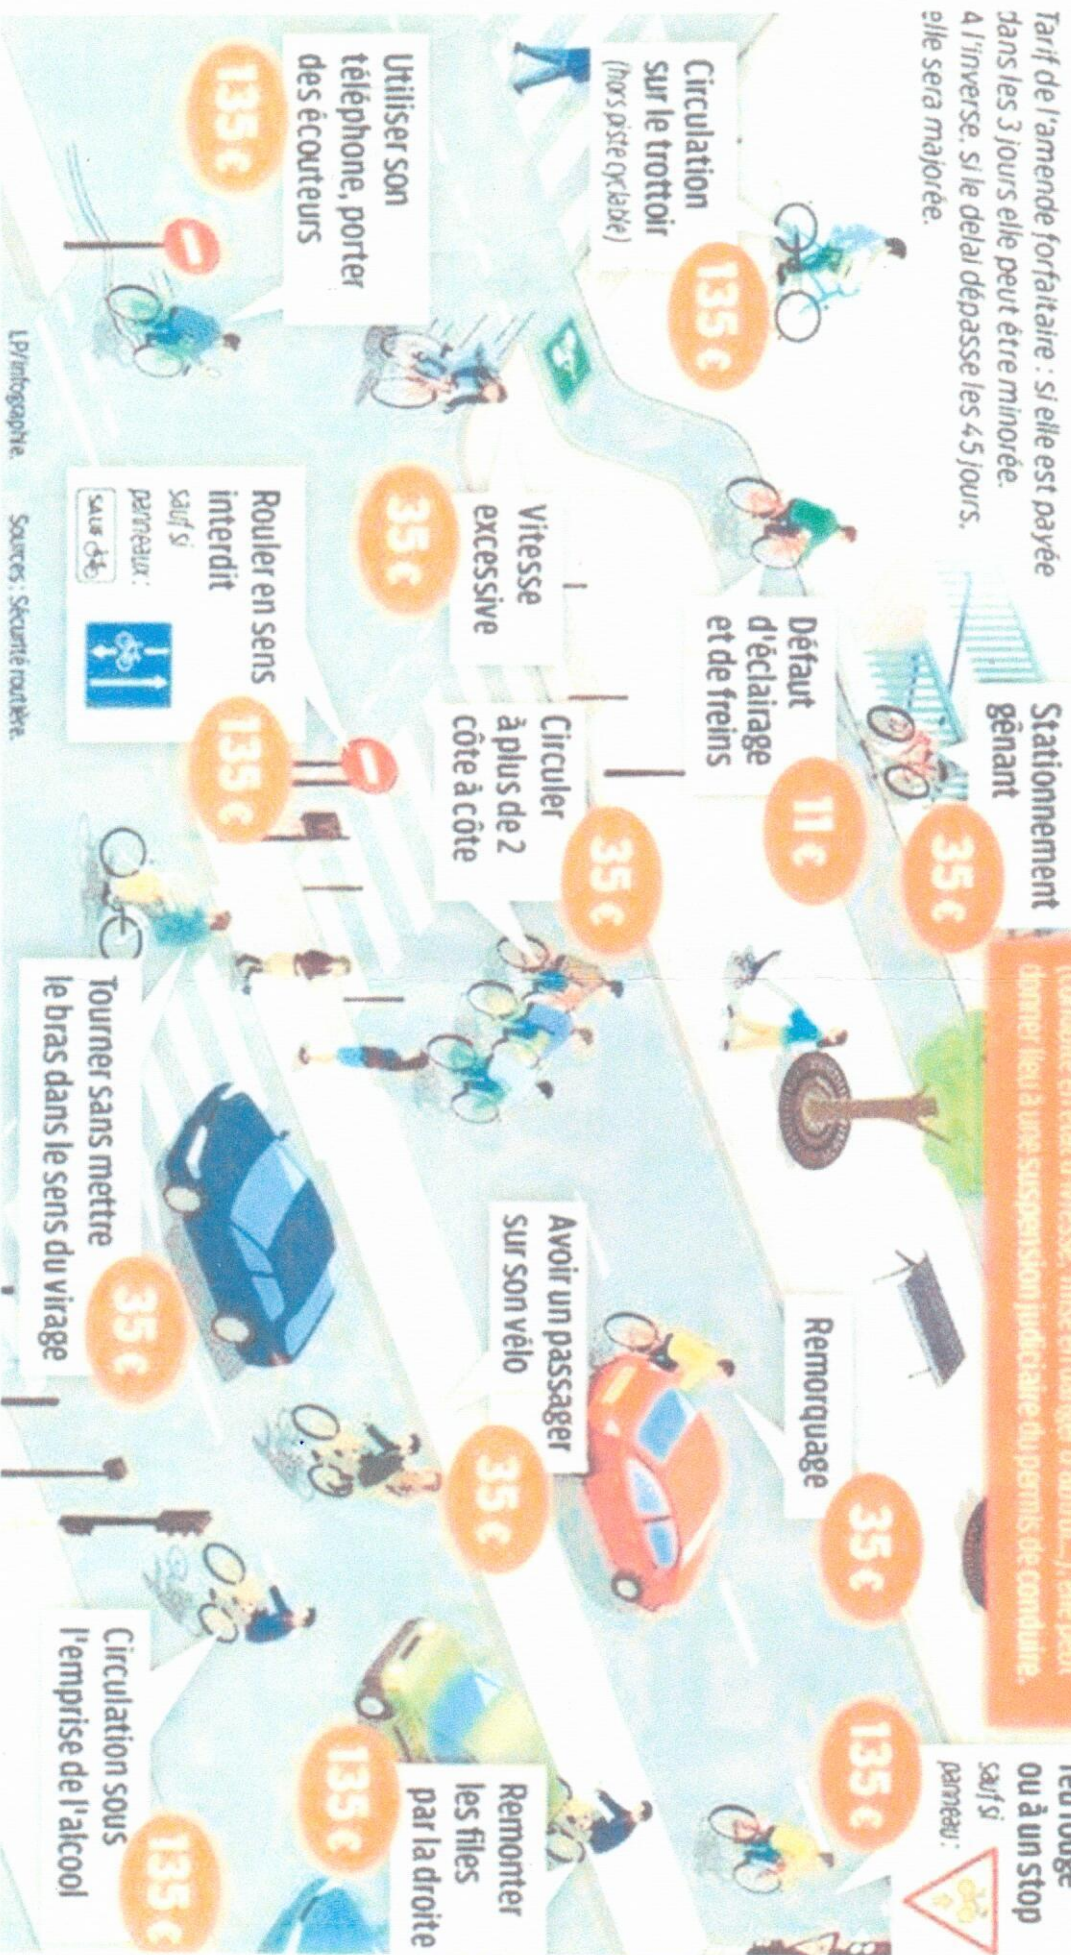 Tarif de l'amende forfaitaire : si elle est payée
dans les 3 jours elle peut être minorée.
A l'inverse, si le delai dépasse les 45 jours,
elle sera majorée.
donner lieu à une suspension judiciaire du permis de conduire.
Stationnement
gênant
35 €
feu rouge
ou à un stop
sauf si
panneau :
135 €
Circulation
sur le trottoir
(hors piste cyclable)
135 €
Défaut
d'éclairage
et de freins
11 €
Remorquage
35 €
Utiliser son
téléphone, porter
des écouteurs
135 €
Vitesse
excessive
35 €
Circuler
à plus de 2
côte à côte
35 €
Avoir un passager
sur son vélo
35 €
Remonter
les files
par la droite
135 €
Rouler en sens
interdit
sauf si
panneaux :
SAUF
135 €
Tourner sans mettre
le bras dans le sens du virage
35 €
Circulation sous
l'emprise de l'alcool
135 €
LP/Infographie. Sources : Sécurité routière.